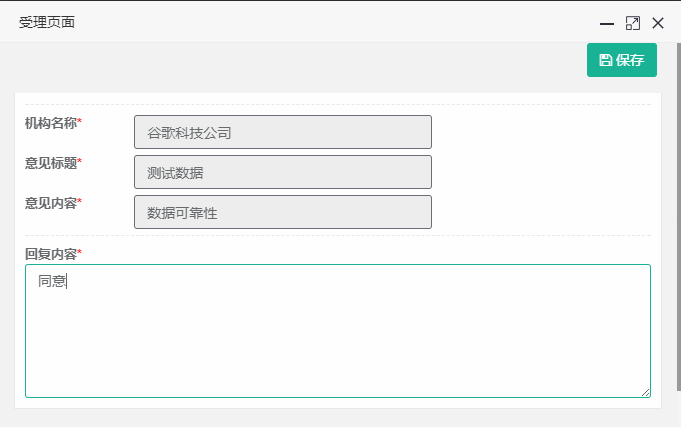 受理页面
保存
机构名称* 谷歌科技公司
意见标题* 测试数据
意见内容* 数据可靠性
回复内容*
同意